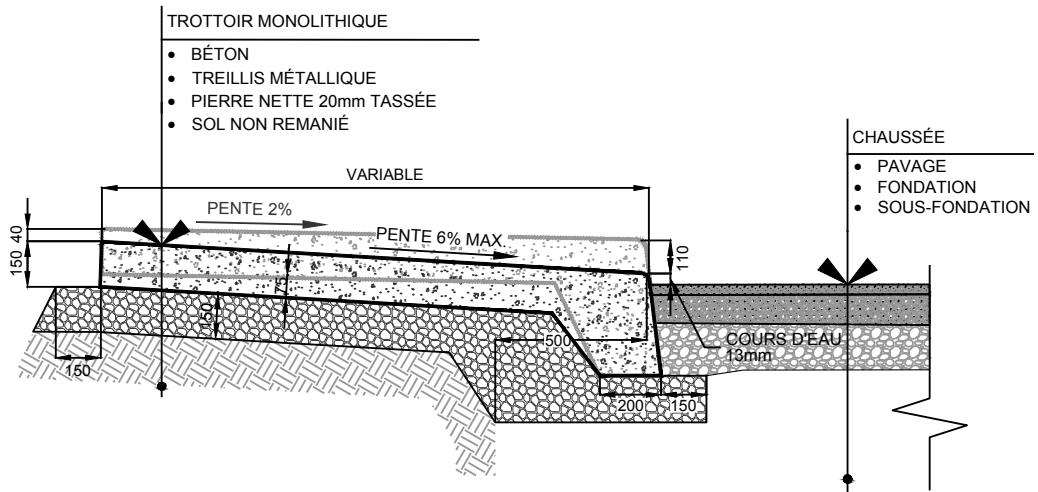 TROTTOIR MONOLITHIQUE
• BÉTON
• TREILLIS MÉTALLIQUE
• PIERRE NETTE 20mm TASSÉE
• SOL NON REMANIÉ
CHAUSSÉE
• PAVAGE
• FONDATION
• SOUS-FONDATION
VARIABLE
PENTE 2%
PENTE 6% MAX.
40
150
110
75
150
500
COURS D'EAU
13mm
150
200
150